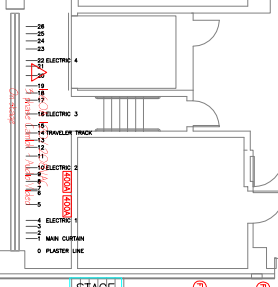 26
25
24
23
22 ELECTRIC 4
21
20
19
18
17
16 ELECTRIC 3
15
14 TRAVELER TRACK
13
12
11
10 ELECTRIC 2
9
8
7
6
5
4 ELECTRIC 1
3
2
1 MAIN CURTAIN
0 PLASTER LINE
400A 400A
STAGE